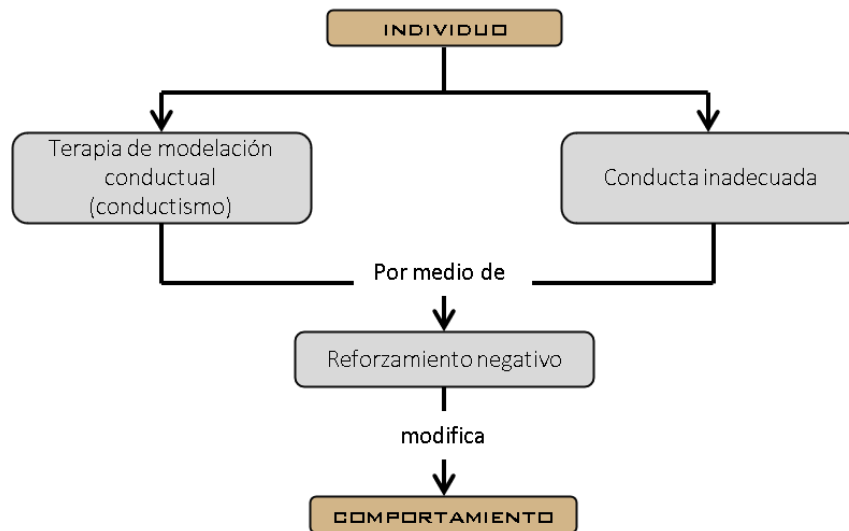 INDIVIDUO
Terapia de modelación
conductual
(conductismo)
Conducta inadecuada
Por medio de
Reforzamiento negativo
modifica
COMPORTAMIENTO